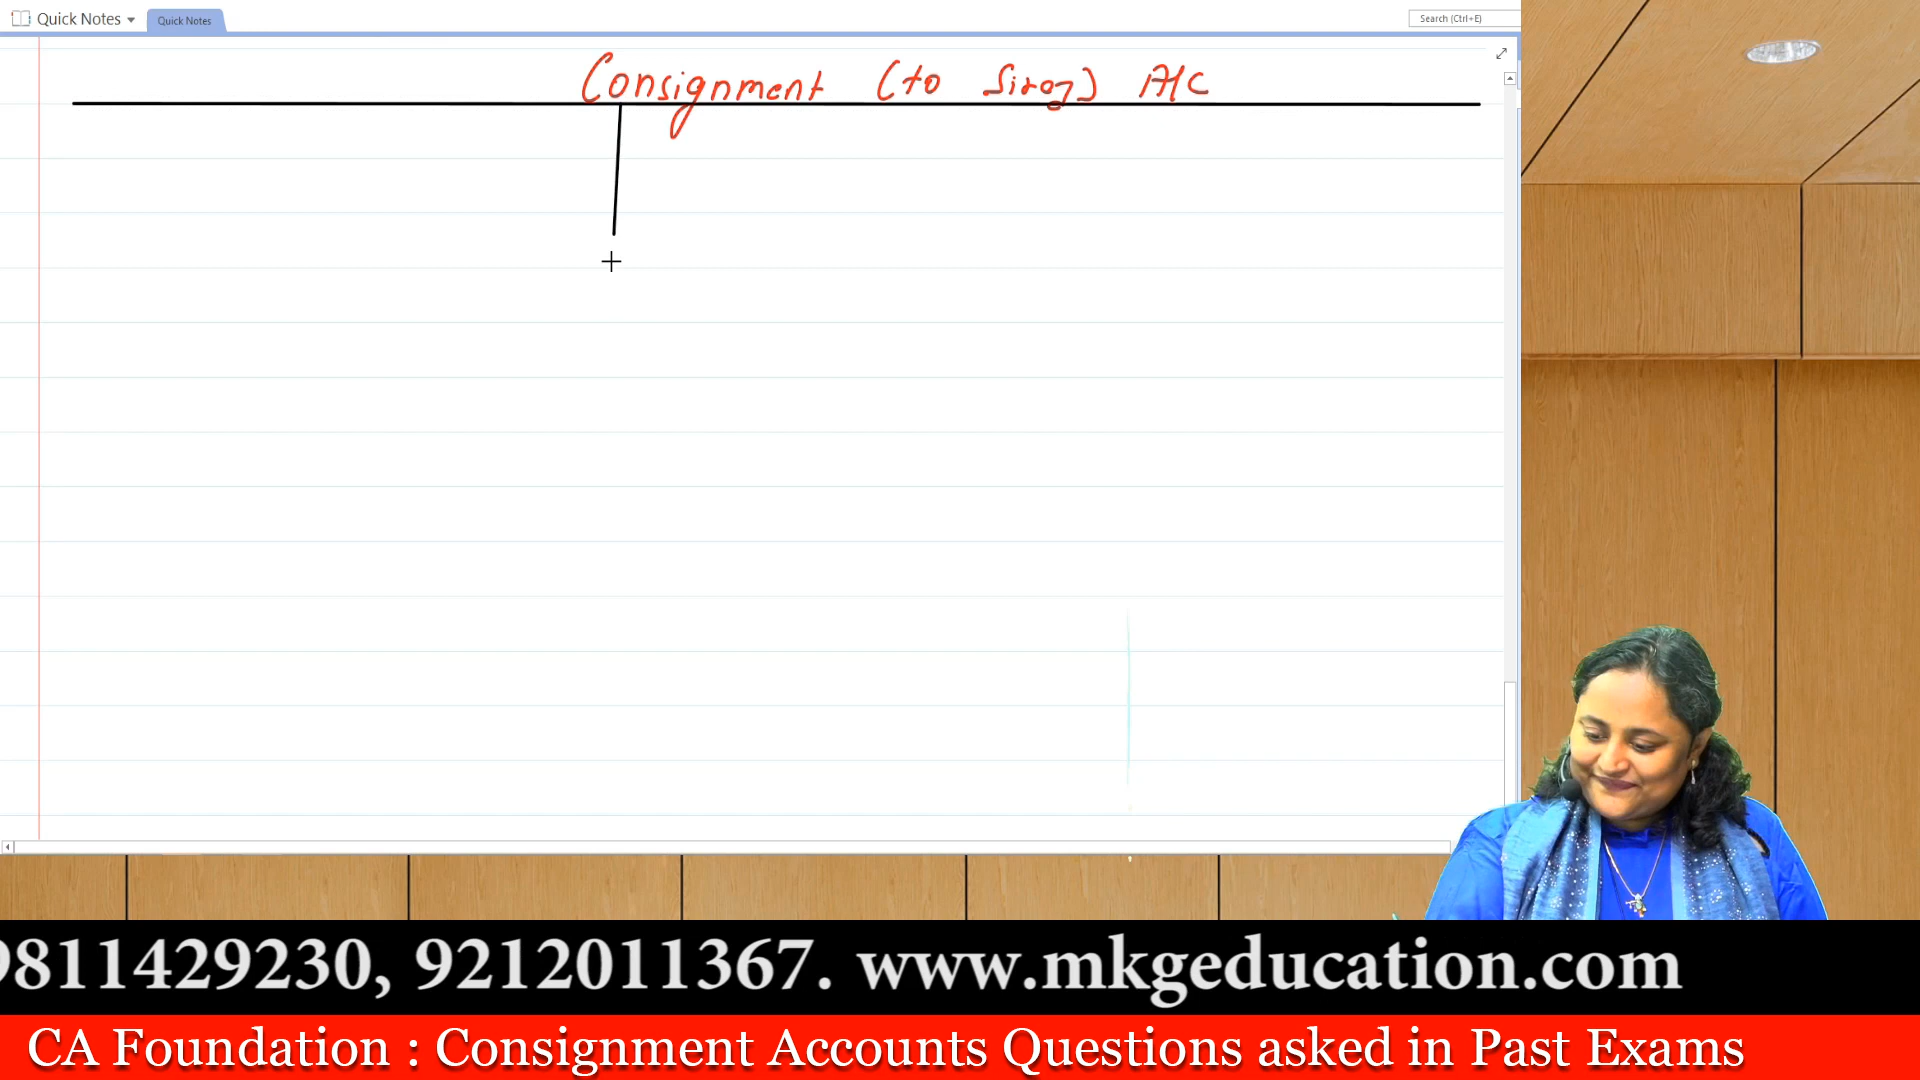 Quick Notes
Quick Notes
Search (Ctrl+E)
Consignment (to Siroz) A/C
9811429230, 9212011367. www.mkgeducation.com
CA Foundation : Consignment Accounts Questions asked in Past Exams